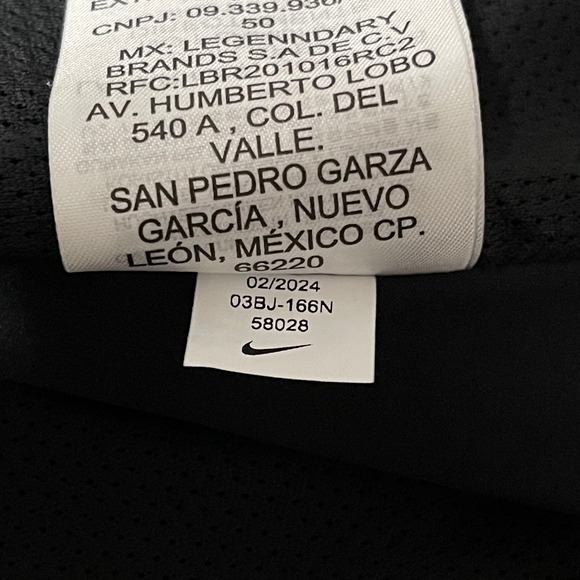 CNPJ: 09.339.936/
50
MX: LEGENNDARY
BRANDS S.A DE C.V
RFC:LBR201016RC2
AV. HUMBERTO LOBO
540 A , COL. DEL
VALLE.
SAN PEDRO GARZA
GARCÍA , NUEVO
LEÓN, MÉXICO CP.
66220
02/2024
03BJ-166N
58028